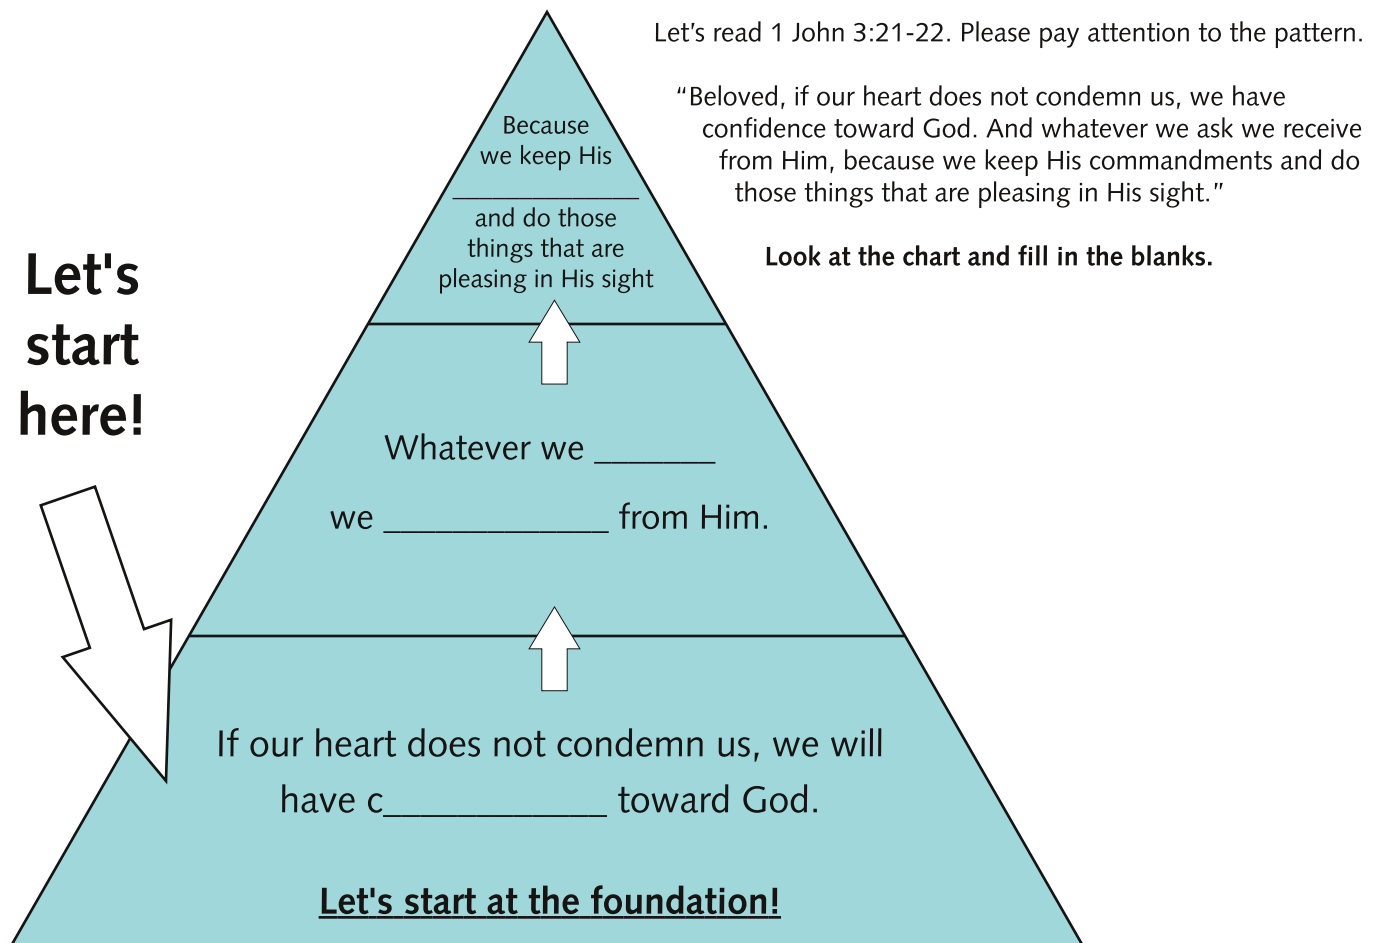 Let’s read 1 John 3:21-22. Please pay attention to the pattern.
“Beloved, if our heart does not condemn us, we have
confidence toward God. And whatever we ask we receive
from Him, because we keep His commandments and do
those things that are pleasing in His sight.”
Look at the chart and fill in the blanks.
Because
we keep His
______________
and do those
things that are
pleasing in His sight
Let's
start
here!
Whatever we _______
we _____________ from Him.
If our heart does not condemn us, we will
have c____________ toward God.
Let's start at the foundation!